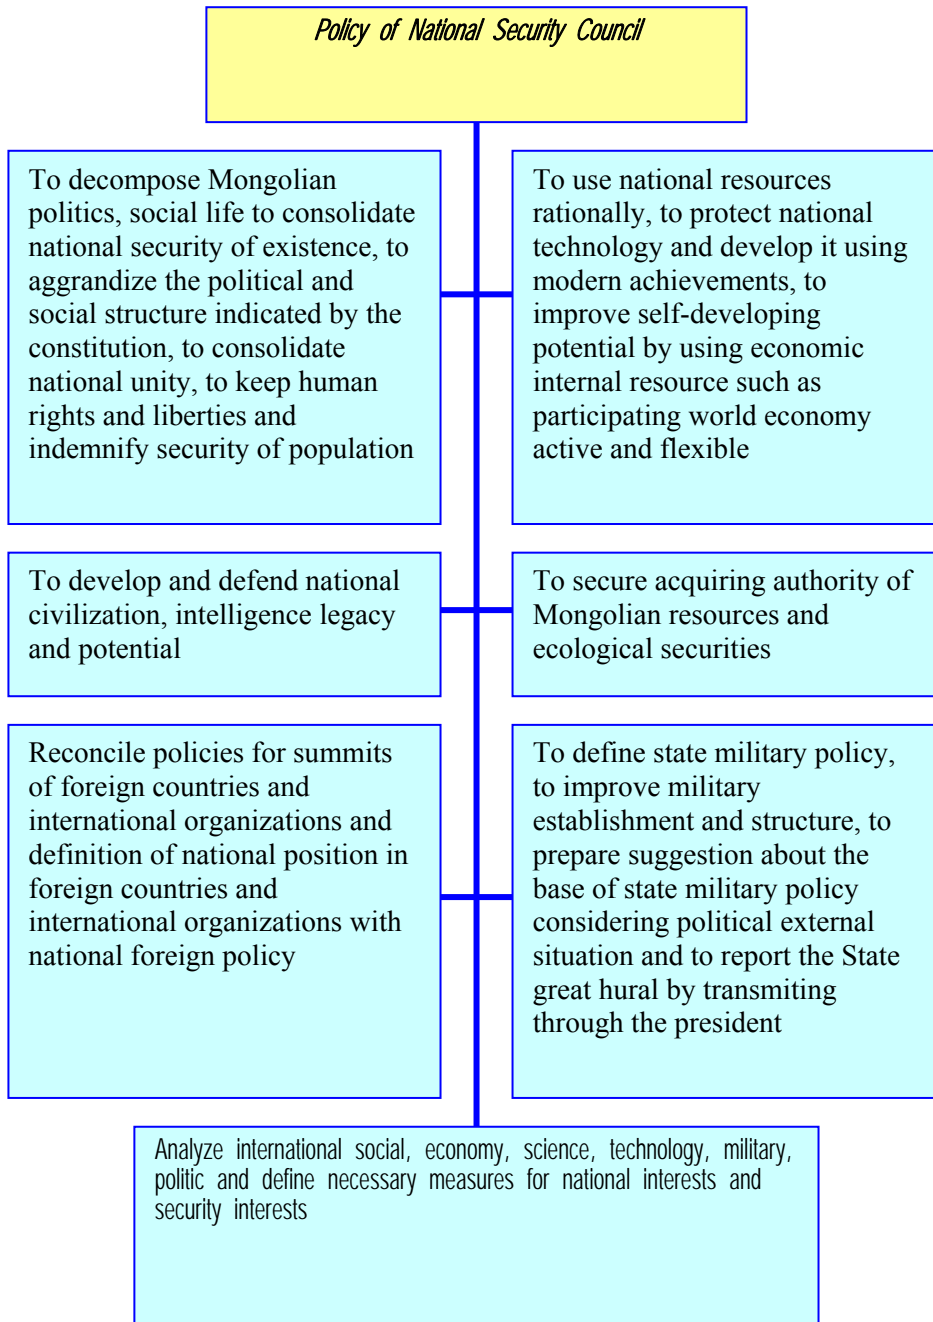 Policy of National Security Council
To decompose Mongolian
politics, social life to consolidate
national security of existence, to
aggrandize the political and
social structure indicated by the
constitution, to consolidate
national unity, to keep human
rights and liberties and
indemnify security of population
To use national resources
rationally, to protect national
technology and develop it using
modern achievements, to
improve self-developing
potential by using economic
internal resource such as
participating world economy
active and flexible
To develop and defend national
civilization, intelligence legacy
and potential
To secure acquiring authority of
Mongolian resources and
ecological securities
Reconcile policies for summits
of foreign countries and
international organizations and
definition of national position in
foreign countries and
international organizations with
national foreign policy
To define state military policy,
to improve military
establishment and structure, to
prepare suggestion about the
base of state military policy
considering political external
situation and to report the State
great hural by transmiting
through the president
Analyze international social, economy, science, technology, military,
politic and define necessary measures for national interests and
security interests